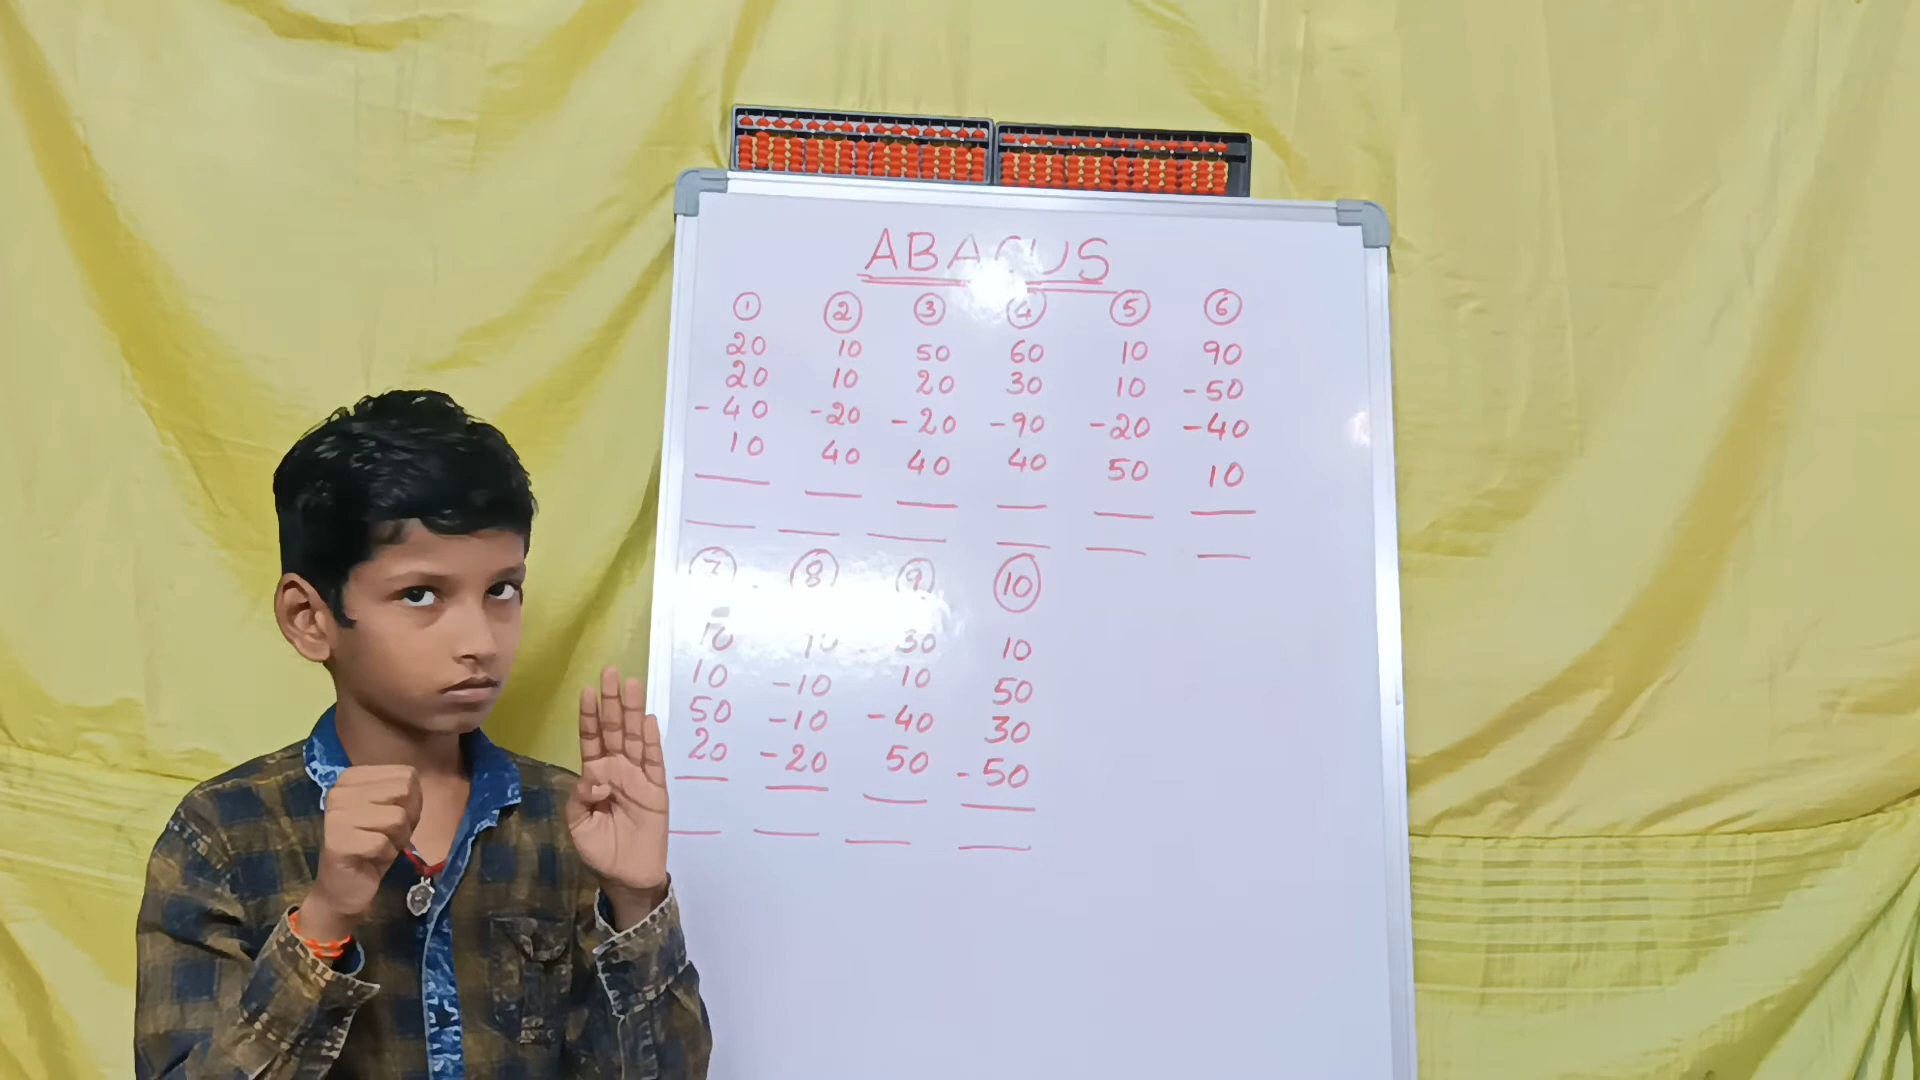 ABACUS
① ② ③ ④ ⑤ ⑥
20 10 50 60 10 90
20 10 20 30 10 -50
-40 -20 -20 -90 -20 -40
10 40 40 40 50 10
⑦ ⑧ ⑨ ⑩
10 30 10
10 -10 10 50
50 -10 -40 30
20 -20 50 -50